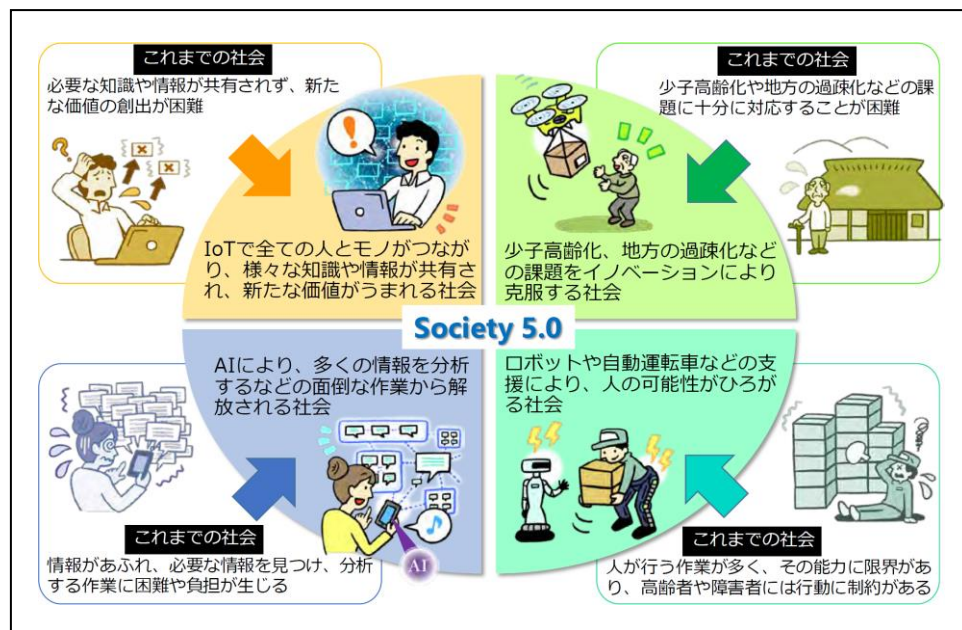 これまでの社会
必要な知識や情報が共有されず、新た
な価値の創出が困難
IoTで全ての人とモノがつなが
り、様々な知識や情報が共有さ
れ、新たな価値がうまれる社会
これまでの社会
少子高齢化や地方の過疎化などの課
題に十分に対応することが困難
少子高齢化、地方の過疎化など
の課題をイノベーションにより
克服する社会
Society 5.0
AIにより、多くの情報を分析
するなどの面倒な作業から解
放される社会
AI
これまでの社会
情報があふれ、必要な情報を見つけ、分析
する作業に困難や負担が生じる
ロボットや自動運転車などの支
援により、人の可能性がひろが
る社会
これまでの社会
人が行う作業が多く、その能力に限界があ
り、高齢者や障害者には行動に制約がある